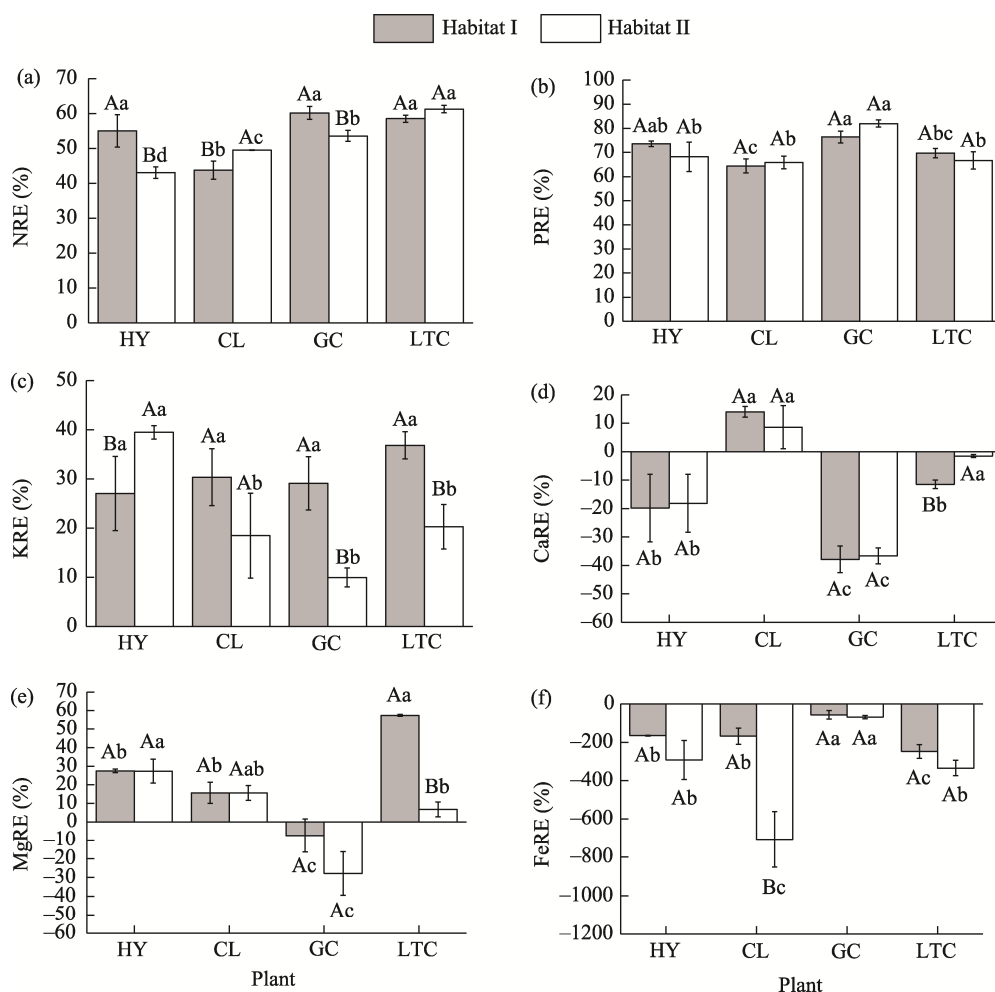 Habitat I Habitat II
(a)
NRE (%)
70
60
50
40
30
20
10
0
Aa Bd Bb Ac Aa Bb Aa Aa
HY CL GC LTC
(b)
PRE (%)
100
90
80
70
60
50
40
30
20
10
0
Aab Ab Ac Ab Aa Aa Abc Ab
HY CL GC LTC
(c)
KRE (%)
50
40
30
20
10
0
Ba Aa Aa Ab Aa Bb Aa Bb
HY CL GC LTC
(d)
CaRE (%)
20
10
0
−10
−20
−30
−40
−50
−60
Ab Ab Aa Aa Ac Ac Bb Aa
HY CL GC LTC
(e)
MgRE (%)
70
60
50
40
30
20
10
0
−10
−20
−30
−40
−50
−60
Ab Aa Ab Aab Ac Ac Aa Bb
HY CL GC LTC
Plant
(f)
FeRE (%)
0
−200
−400
−600
−800
−1000
−1200
Ab Ab Ab Bc Aa Aa Ac Ab
HY CL GC LTC
Plant